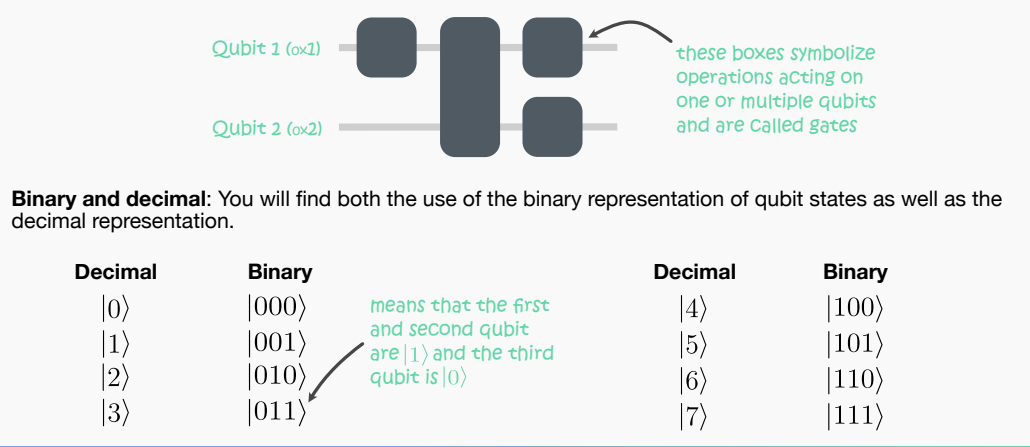 Qubit 1 (0x1)
these boxes symbolize
operations acting on
one or multiple qubits
and are called gates
Qubit 2 (0x2)
Binary and decimal: You will find both the use of the binary representation of qubit states as well as the
decimal representation.
Decimal Binary Decimal Binary
|0⟩ |000⟩ |4⟩ |100⟩
|1⟩ |001⟩ |5⟩ |101⟩
|2⟩ |010⟩ |6⟩ |110⟩
|3⟩ |011⟩ |7⟩ |111⟩
means that the first
and second qubit
are |1⟩ and the third
qubit is |0⟩